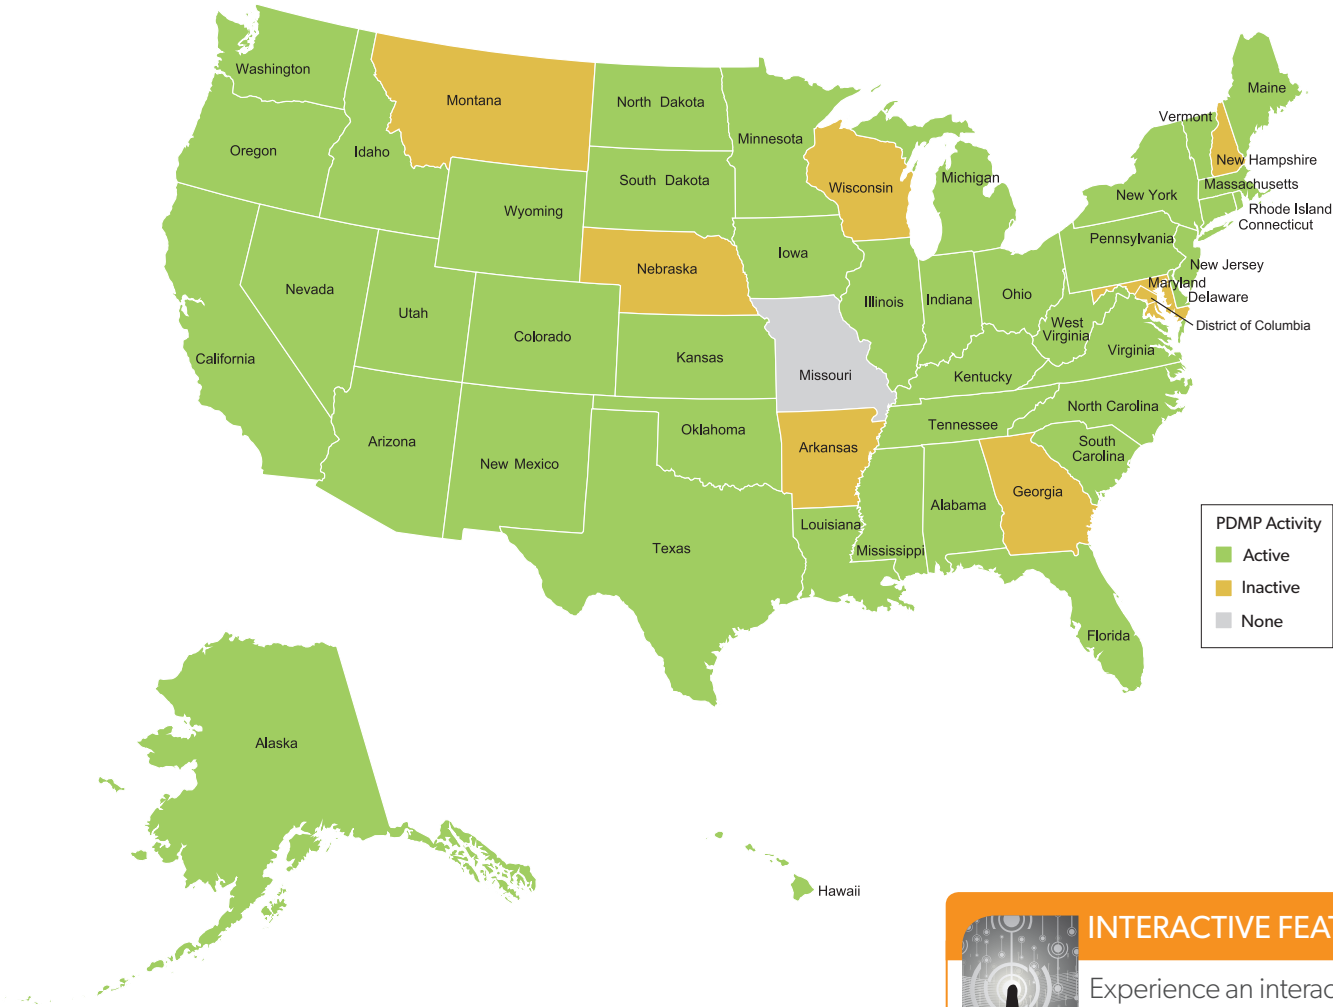 Washington
Montana
North Dakota
Minnesota
Maine
Vermont
Oregon
Idaho
New Hampshire
South Dakota
Wisconsin
Michigan
Massachusetts
New York
Wyoming
Rhode Island
Connecticut
Pennsylvania
Iowa
Nebraska
New Jersey
Nevada
Maryland
Illinois
Indiana
Ohio
Delaware
Utah
West
Virginia
District of Columbia
Colorado
California
Kansas
Virginia
Missouri
Kentucky
North Carolina
Arizona
Oklahoma
Tennessee
Arkansas
South
Carolina
New Mexico
Georgia
Alabama
Louisiana
Texas
Mississippi
PDMP Activity
Active
Inactive
None
Florida
Alaska
Hawaii
INTERACTIVE FEAT
Experience an interac